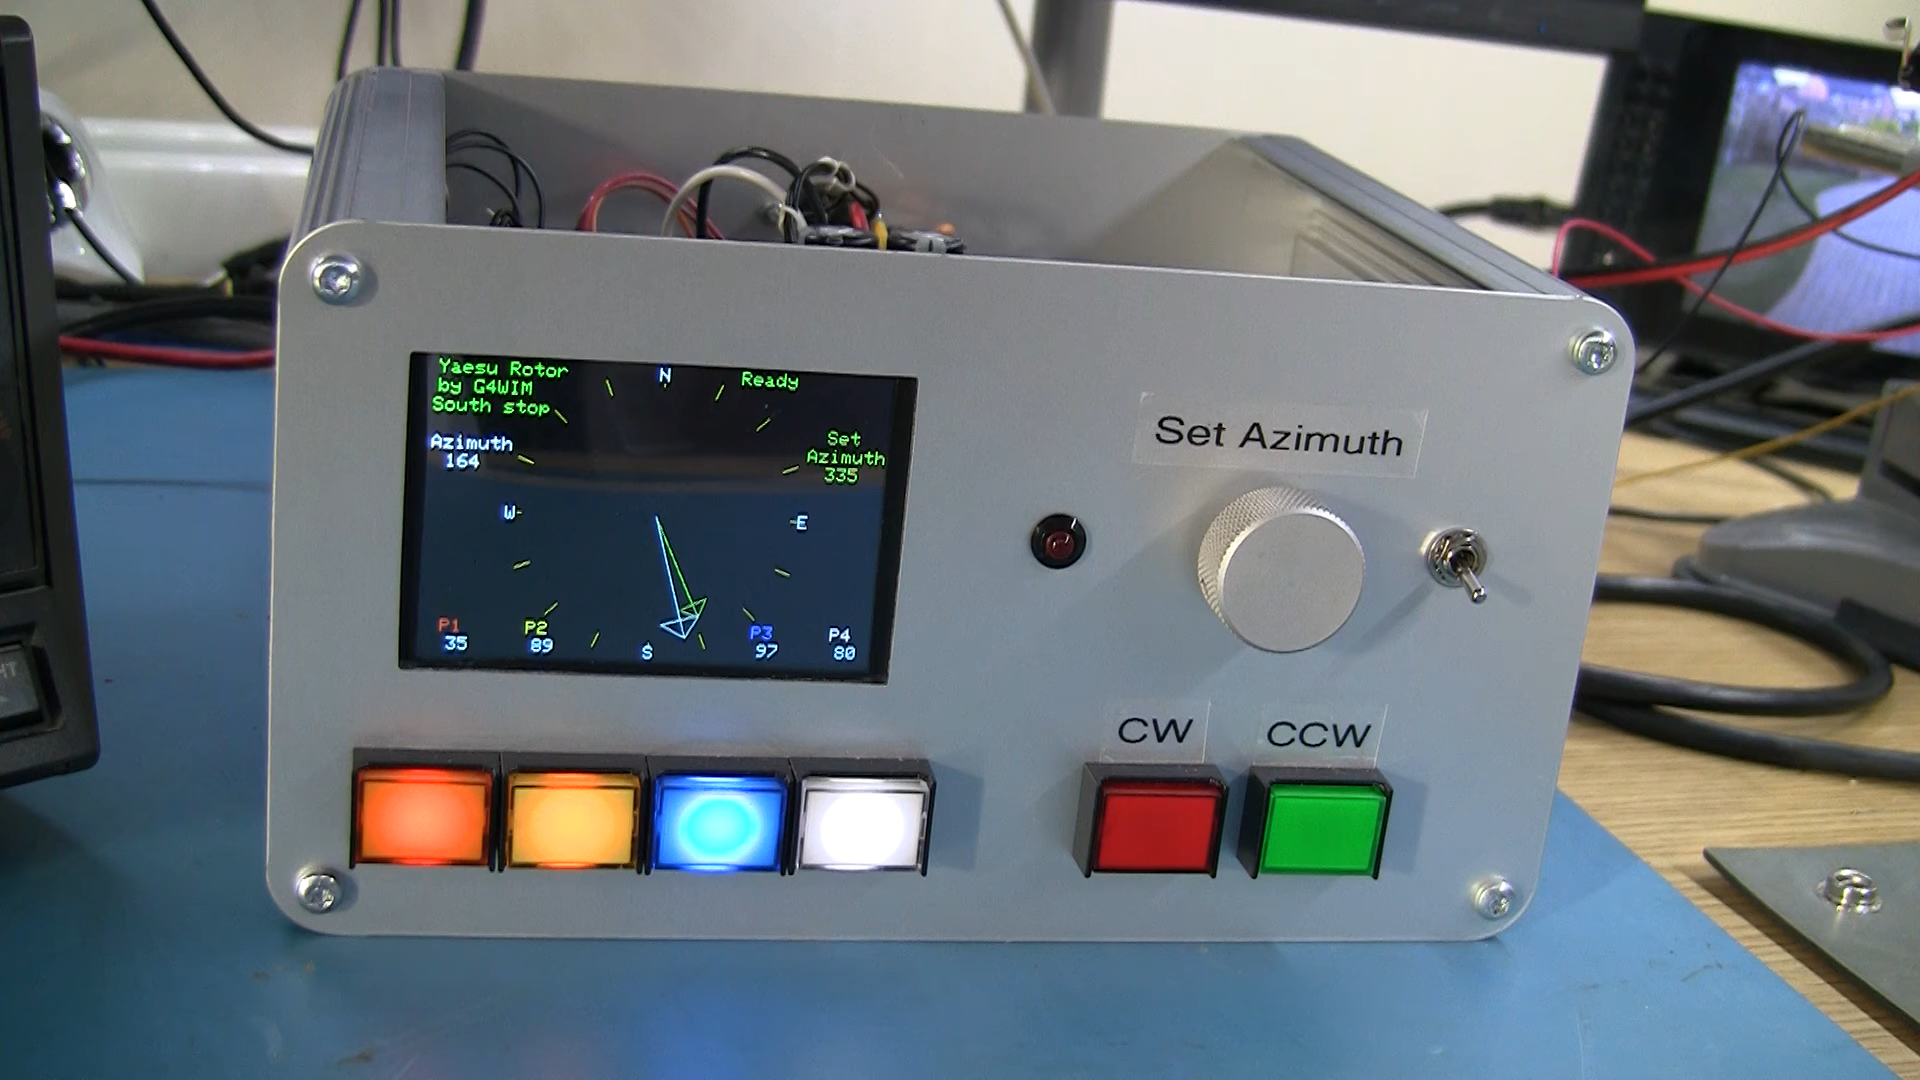 Yaesu Rotor
by G4WIM
South stop
N
Ready
Azimuth
164
Set
Azimuth
335
W
E
P1
35
P2
89
S
P3
97
P4
80
Set Azimuth
CW
CCW